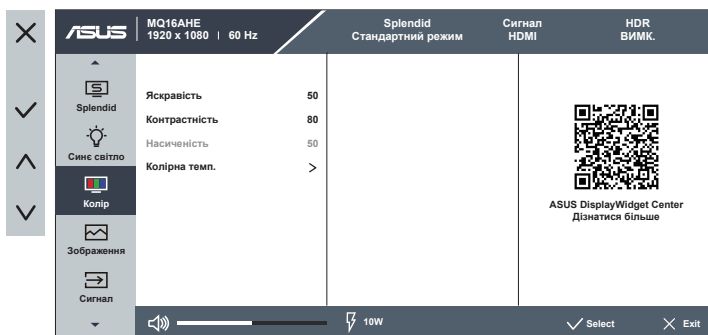 ASUS
MQ16AHE
1920 x 1080 | 60 Hz
Splendid
Стандартний режим
Сигнал
HDMI
HDR
ВИМК.
Splendid
Синє світло
Колір
Зображення
Сигнал
Яскравість 50
Контрастність 80
Насиченість 50
Колірна темп. >
ASUS DisplayWidget Center
Дізнатися більше
10W
Select
Exit